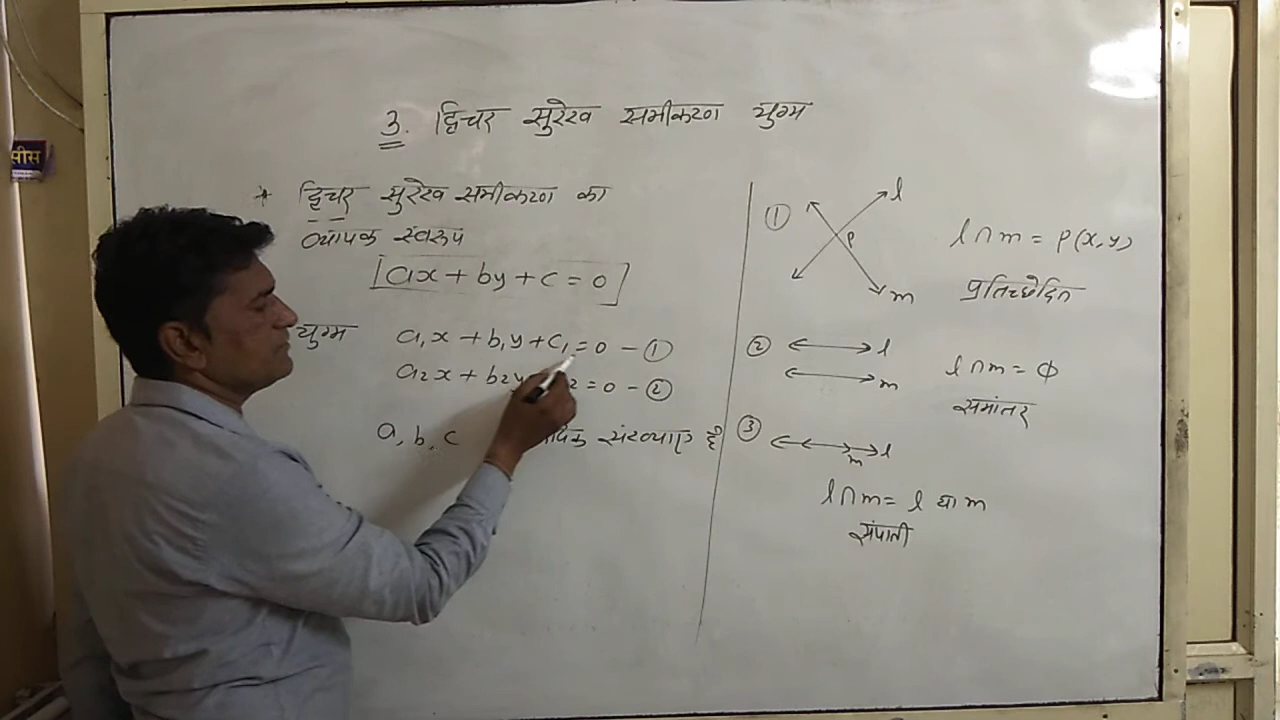 सीस
3. द्विचर सुरेख समीकरण युग्म
* द्विचर सुरेख समीकरण का
व्यापक स्वरूप
ax + by + c = 0
युग्म a₁x + b₁y + c₁ = 0 - ①
a₂x + b₂y 2 = 0 - ②
a, b, c संख्याए है
① l
P
m
l ∩ m = P(x, y)
प्रतिच्छेदित
② l
m
l ∩ m = ϕ
समांतर
③ l
m
l ∩ m = l या m
संपाती